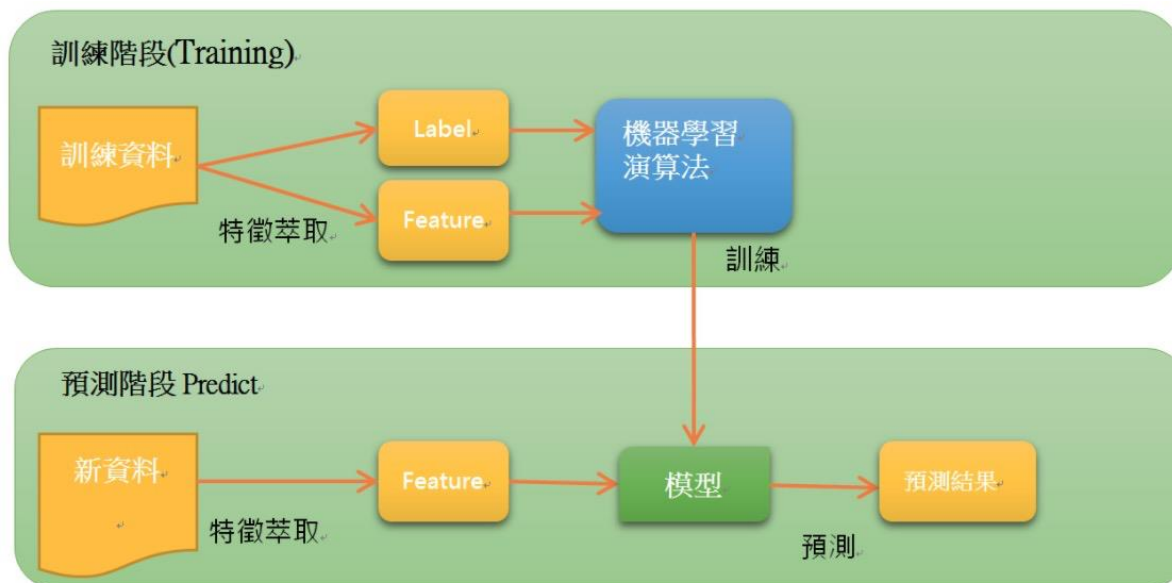 訓練階段(Training)
訓練資料
Label
Feature
特徵萃取
機器學習
演算法
訓練
預測階段 Predict
新資料
特徵萃取
Feature
模型
預測
預測結果